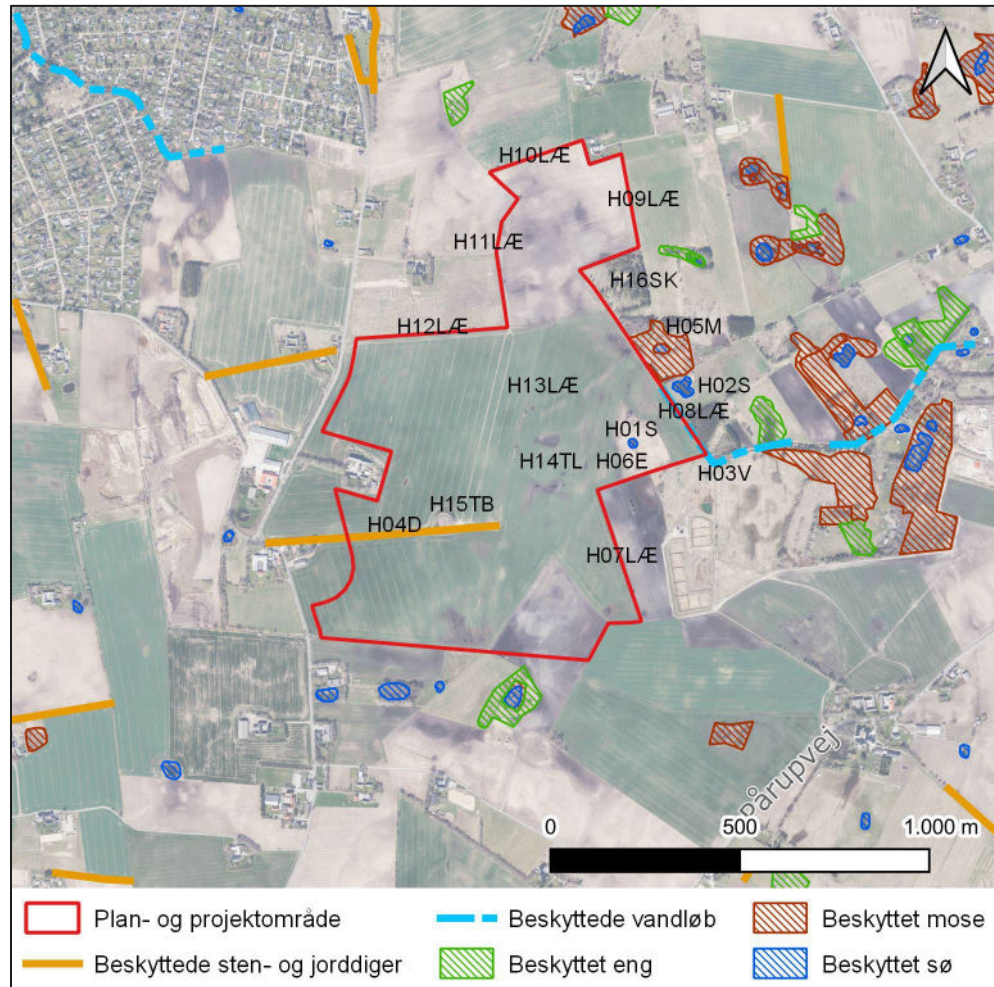 H10LÆ
H09LÆ
H11LÆ
H16SK
H12LÆ
H05M
H13LÆ
H02S
H08LÆ
H01S
H14TL
H06E
H03V
H15TB
H04D
H07LÆ
Pårupvej
0
500
1.000 m
Plan- og projektområde
Beskyttede vandløb
Beskyttet mose
Beskyttede sten- og jorddiger
Beskyttet eng
Beskyttet sø